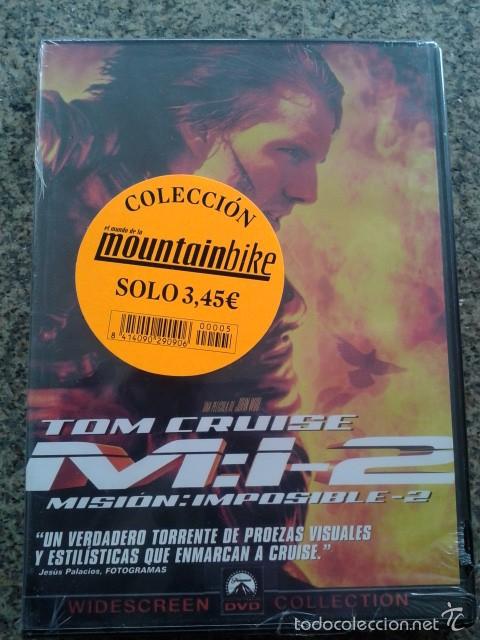 COLECCIÓN
el mundo de la
mountainbike
SOLO 3,45€
00005
8 414090 290906
UNA PELÍCULA DE JOHN WOO
TOM CRUISE
M:I-2
MISIÓN:IMPOSIBLE-2
“UN VERDADERO TORRENTE DE PROEZAS VISUALES
Y ESTILÍSTICAS QUE ENMARCAN A CRUISE.”
Jesús Palacios, FOTOGRAMAS
WIDESCREEN DVD COLLECTION
todocoleccion.net